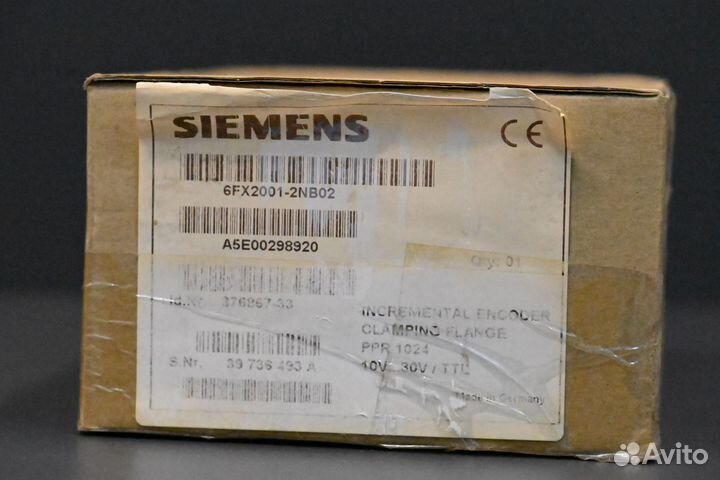 SIEMENS
CE
6FX2001-2NB02
A5E00298920
Qty: 01
Id.Nr. 376867-33
INCREMENTAL ENCODER
CLAMPING FLANGE
PPR 1024
10V...30V / TTL
S.Nr. 39 736 493 A
Made in Germany
Avito